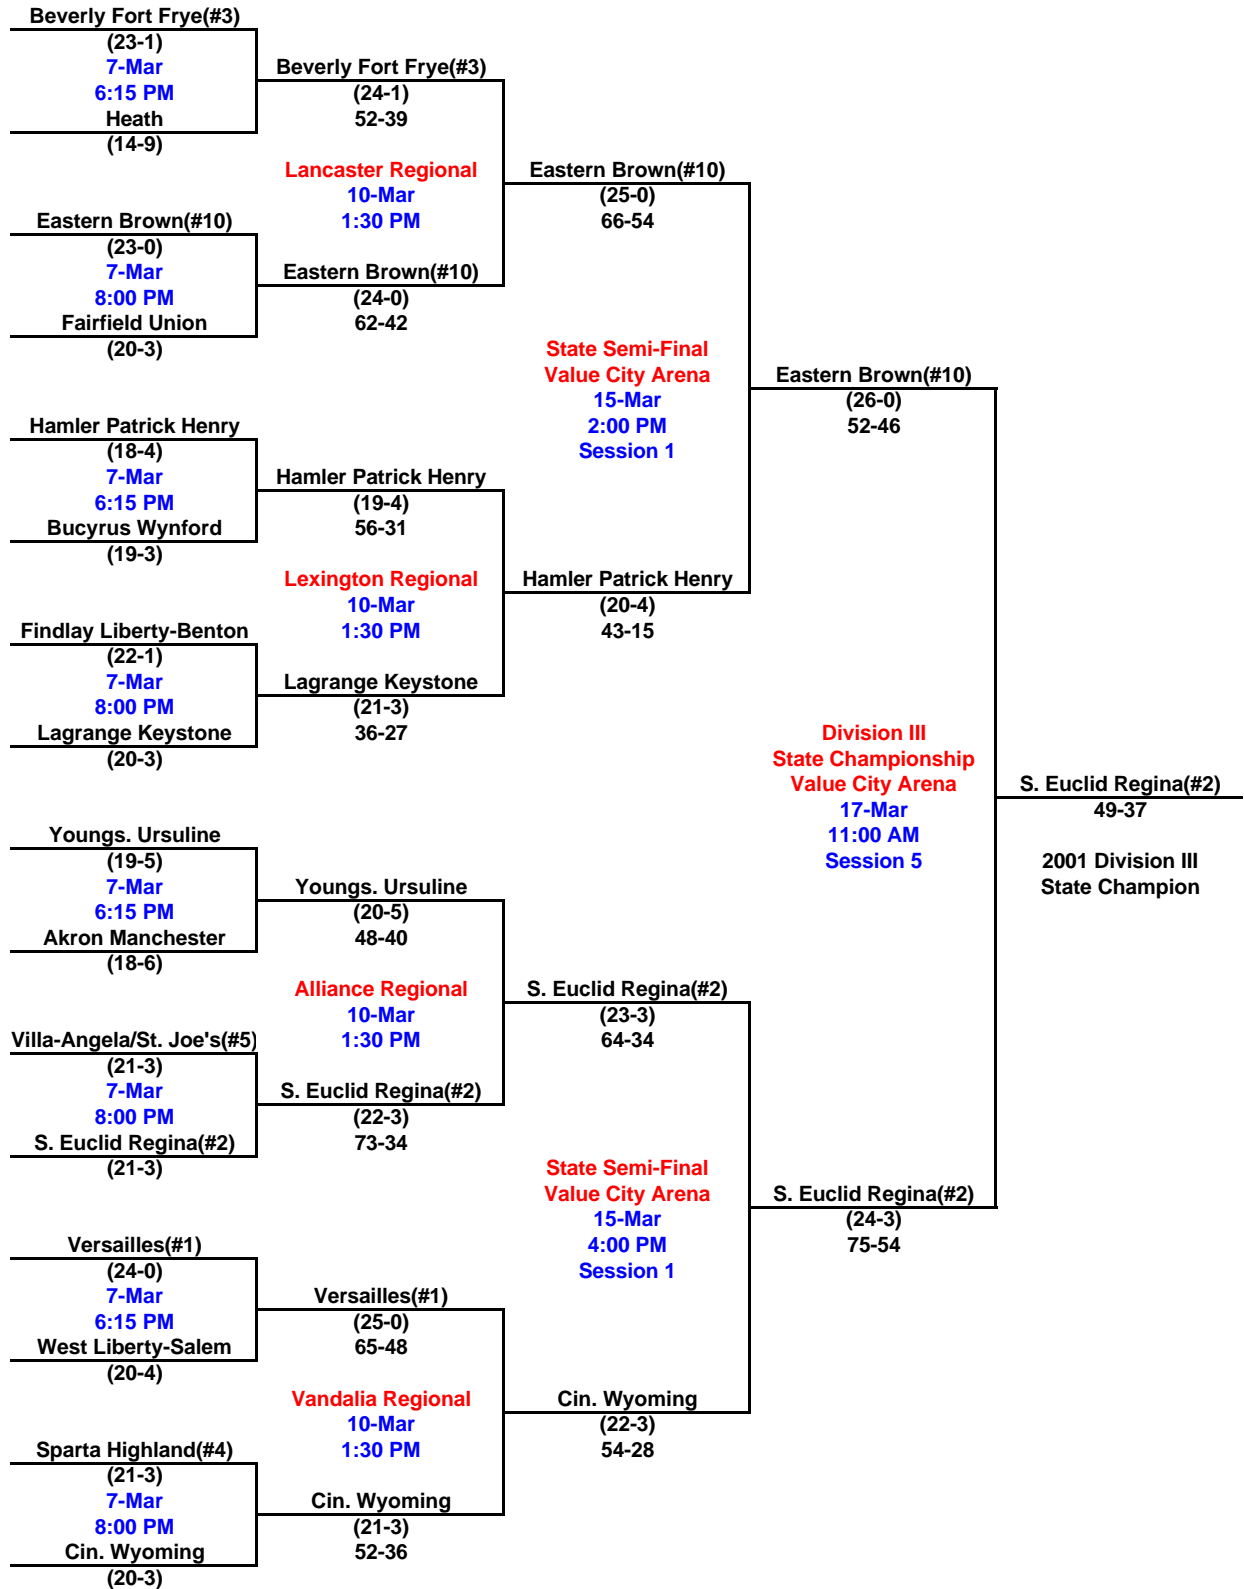 Beverly Fort Frye(#3)
(23-1)
7-Mar
6:15 PM
Heath
(14-9)
Eastern Brown(#10)
(23-0)
7-Mar
8:00 PM
Fairfield Union
(20-3)
Hamler Patrick Henry
(18-4)
7-Mar
6:15 PM
Bucyrus Wynford
(19-3)
Findlay Liberty-Benton
(22-1)
7-Mar
8:00 PM
Lagrange Keystone
(20-3)
Youngs. Ursuline
(19-5)
7-Mar
6:15 PM
Akron Manchester
(18-6)
Villa-Angela/St. Joe's(#5)
(21-3)
7-Mar
8:00 PM
S. Euclid Regina(#2)
(21-3)
Versailles(#1)
(24-0)
7-Mar
6:15 PM
West Liberty-Salem
(20-4)
Sparta Highland(#4)
(21-3)
7-Mar
8:00 PM
Cin. Wyoming
(20-3)
Beverly Fort Frye(#3)
(24-1)
52-39
Lancaster Regional
10-Mar
1:30 PM
Eastern Brown(#10)
(24-0)
62-42
Hamler Patrick Henry
(19-4)
56-31
Lexington Regional
10-Mar
1:30 PM
Lagrange Keystone
(21-3)
36-27
Youngs. Ursuline
(20-5)
48-40
Alliance Regional
10-Mar
1:30 PM
S. Euclid Regina(#2)
(22-3)
73-34
Versailles(#1)
(25-0)
65-48
Vandalia Regional
10-Mar
1:30 PM
Cin. Wyoming
(21-3)
52-36
Eastern Brown(#10)
(25-0)
66-54
State Semi-Final
Value City Arena
15-Mar
2:00 PM
Session 1
Hamler Patrick Henry
(20-4)
43-15
S. Euclid Regina(#2)
(23-3)
64-34
State Semi-Final
Value City Arena
15-Mar
4:00 PM
Session 1
Cin. Wyoming
(22-3)
54-28
Eastern Brown(#10)
(26-0)
52-46
Division III
State Championship
Value City Arena
17-Mar
11:00 AM
Session 5
S. Euclid Regina(#2)
(24-3)
75-54
S. Euclid Regina(#2)
49-37
2001 Division III
State Champion